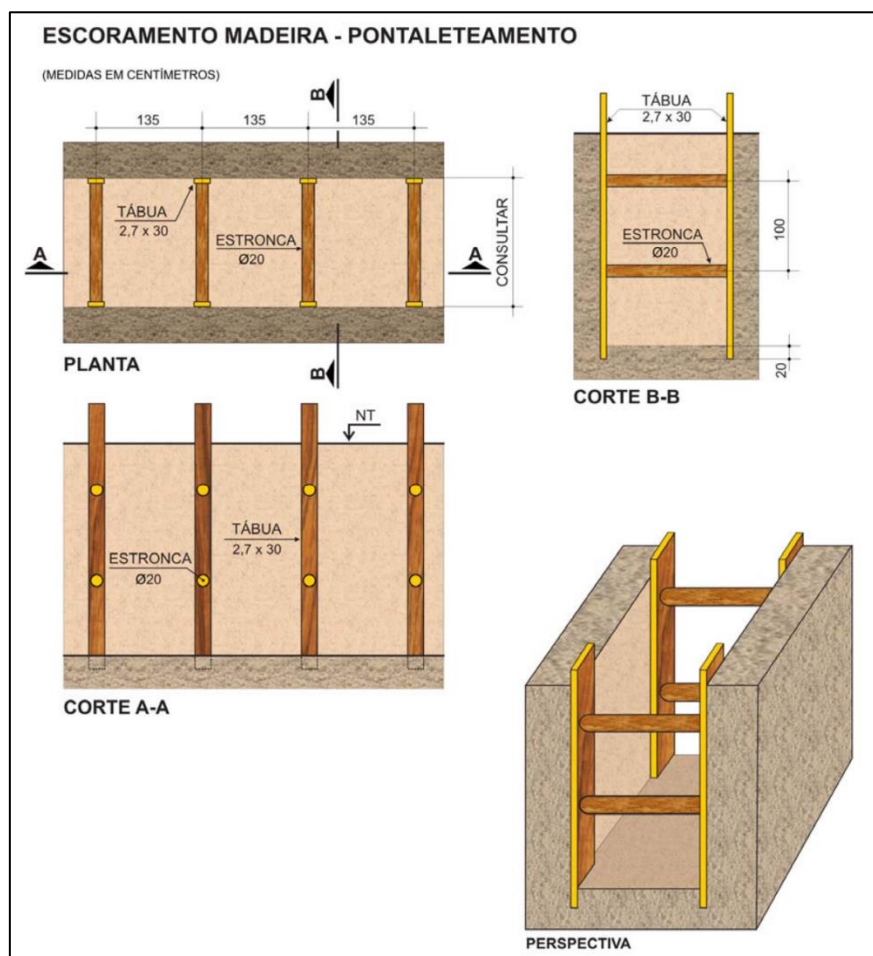 ESCORAMENTO MADEIRA - PONTALETEAMENTO
(MEDIDAS EM CENTÍMETROS)
B
135 135 135
TÁBUA
2,7 x 30
ESTRONCA
Ø20
A
A
CONSULTAR
B
PLANTA
TÁBUA
2,7 x 30
ESTRONCA
Ø20
100
20
CORTE B-B
NT
TÁBUA
2,7 x 30
ESTRONCA
Ø20
CORTE A-A
PERSPECTIVA